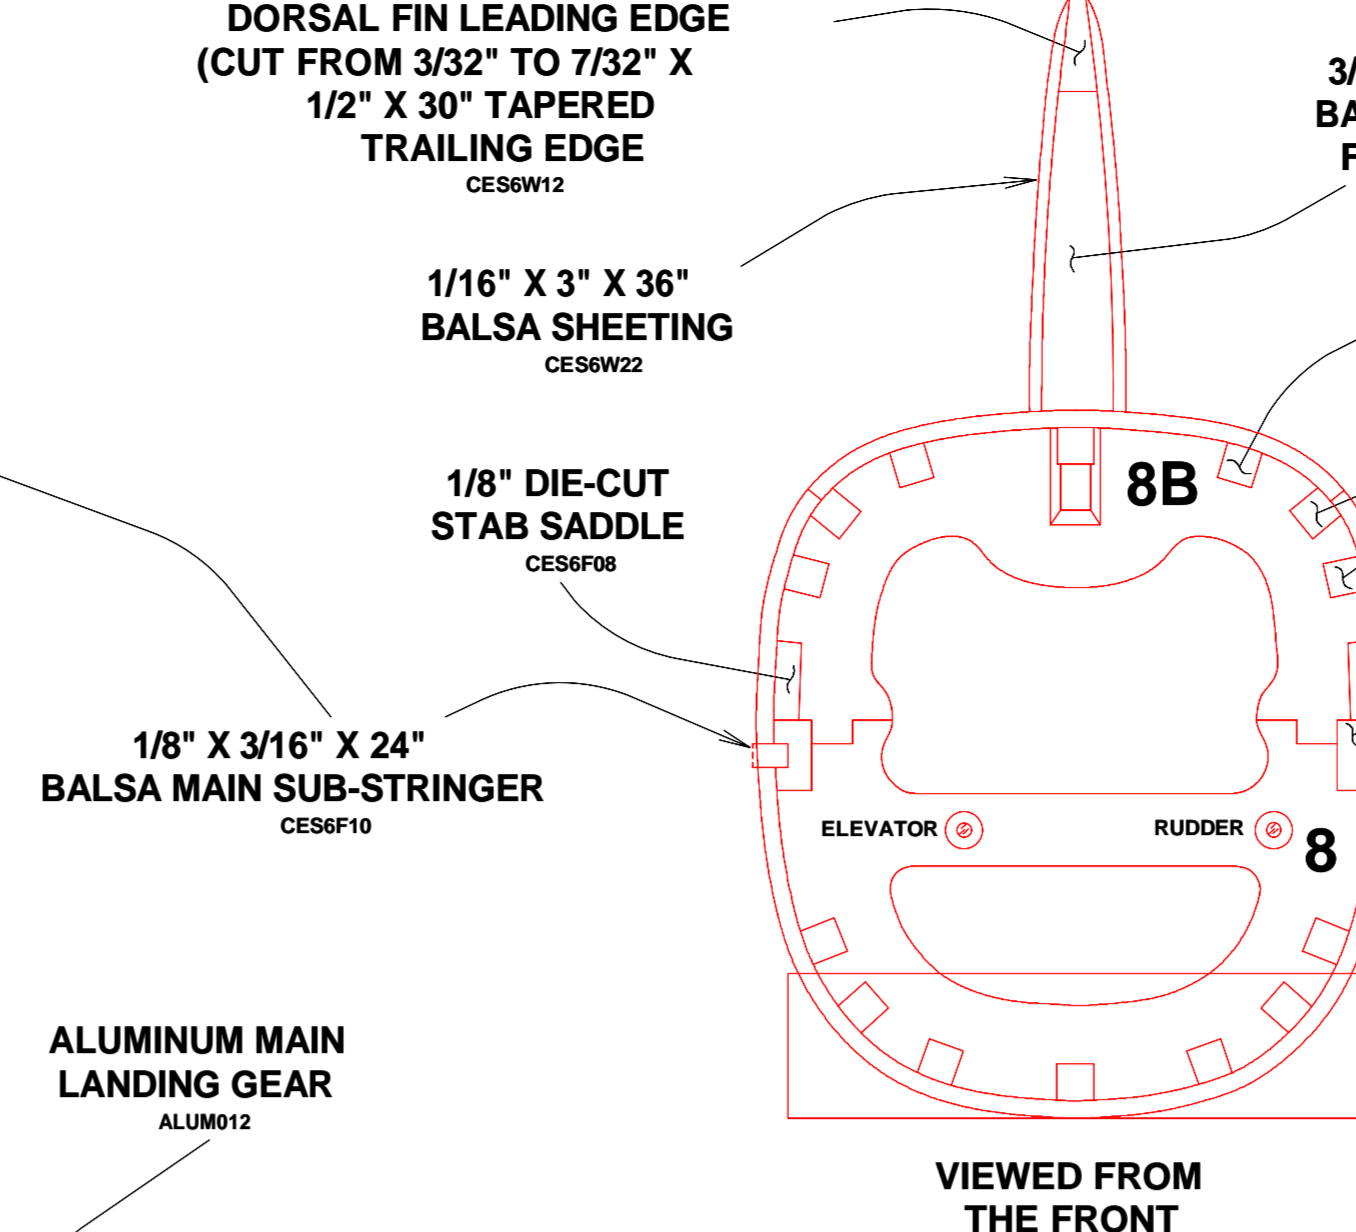 DORSAL FIN LEADING EDGE
(CUT FROM 3/32" TO 7/32" X
1/2" X 30" TAPERED
TRAILING EDGE
CES6W12
1/16" X 3" X 36"
BALSA SHEETING
CES6W22
1/8" DIE-CUT
STAB SADDLE
CES6F08
1/8" X 3/16" X 24"
BALSA MAIN SUB-STRINGER
CES6F10
ALUMINUM MAIN
LANDING GEAR
ALUM012
3/
BA
F
8B
ELEVATOR
RUDDER
8
VIEWED FROM
THE FRONT